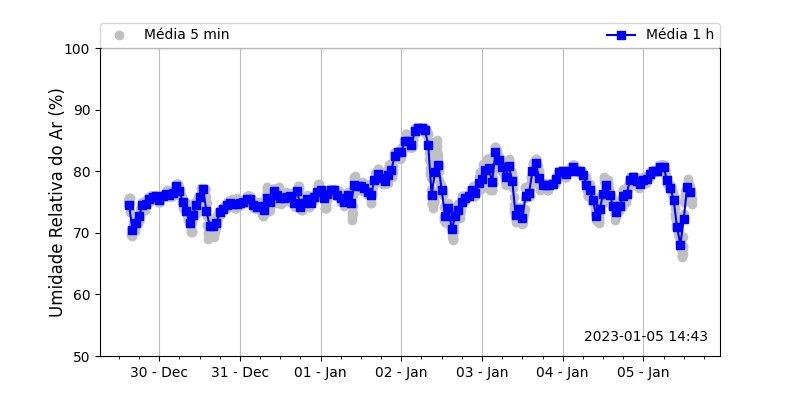 Média 5 min
Média 1 h
Umidade Relativa do Ar (%)
100
90
80
70
60
50
2023-01-05 14:43
30 - Dec
31 - Dec
01 - Jan
02 - Jan
03 - Jan
04 - Jan
05 - Jan